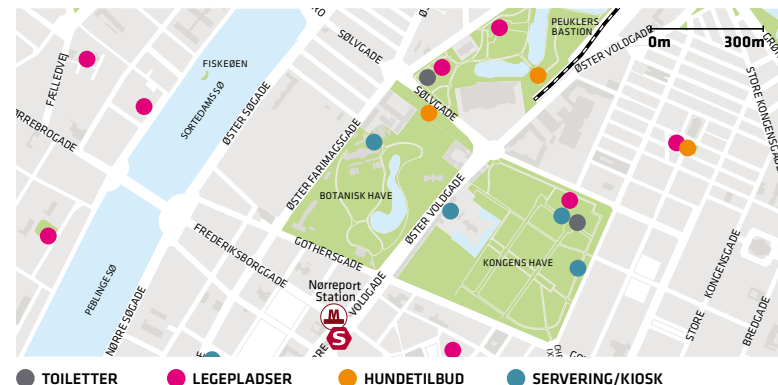 PEUKLERS
BASTION
0m 300m
SØLVGADE
FISKEØEN
ØSTER VOLDGADE
FÆLLEDVEJ
SORTEDAMS SØ
ØSTER SØGADE
SØLVGADE
STORE KONGENSGADE
ØRREBROGADE
ØSTER FARIMAGSGADE
BOTANISK HAVE
ØSTER VOLDGADE
FREDERIKSBORGGADE
GOTHERSGADE
KONGENS HAVE
PEBLINGE SØ
NØRRE SØGADE
Nørreport
Station
M
S
VOLDGADE
STORE KONGENSGADE
BREDGADE
TOILETTER LEGEPLADSER HUNDETILBUD SERVERING/KIOSK